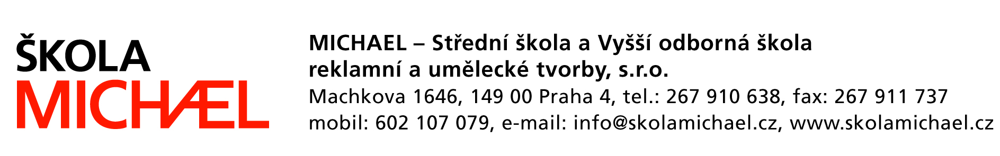 ŠKOLA
MICHAEL
MICHAEL – Střední škola a Vyšší odborná škola
reklamní a umělecké tvorby, s.r.o.
Machkova 1646, 149 00 Praha 4, tel.: 267 910 638, fax: 267 911 737
mobil: 602 107 079, e-mail: info@skolamichael.cz, www.skolamichael.cz